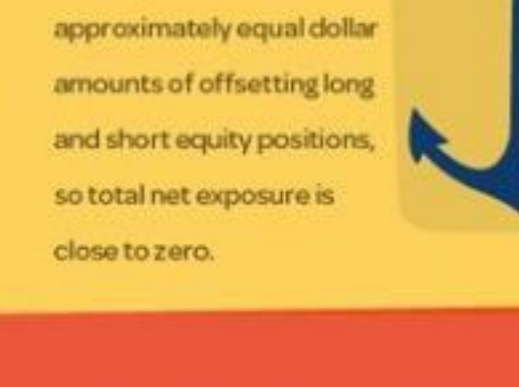 approximately equal dollar
amounts of offsetting long
and short equity positions,
so total net exposure is
close to zero.